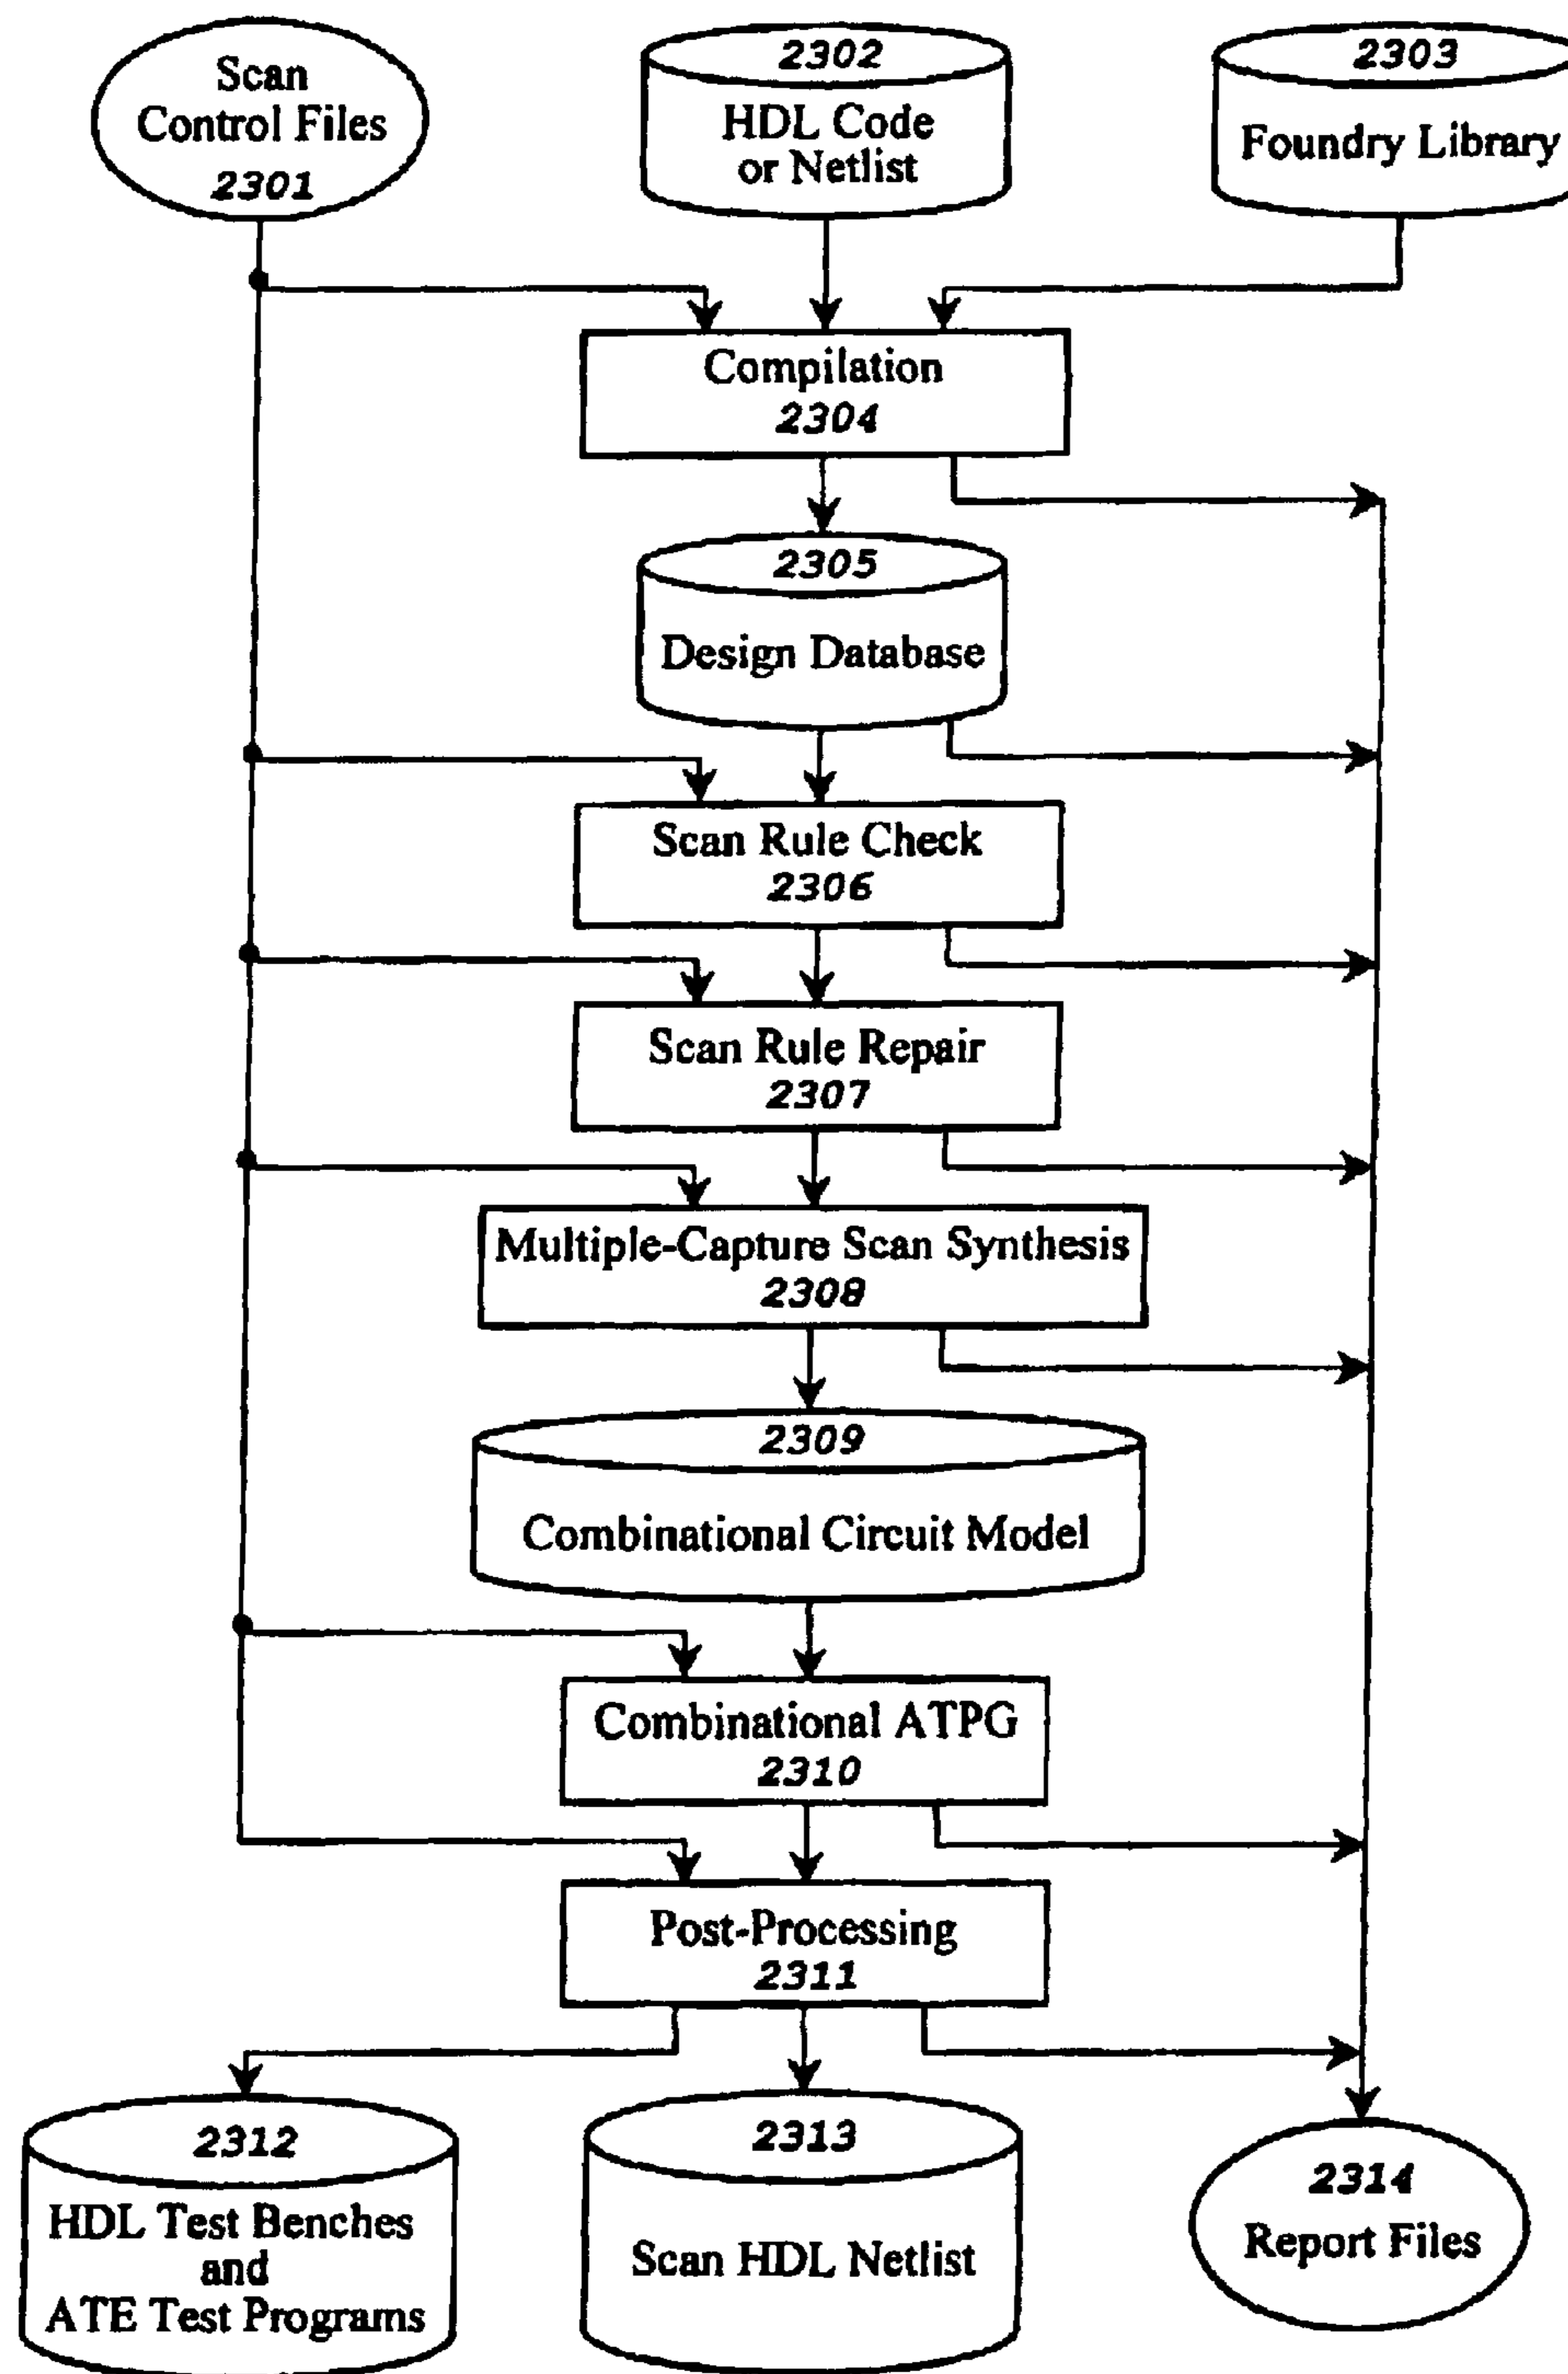 Scan
Control Files
2301
2302
HDL Code
or Netlist
2303
Foundry Library
Compilation
2304
2305
Design Database
Scan Rule Check
2306
Scan Rule Repair
2307
Multiple-Capture Scan Synthesis
2308
2309
Combinational Circuit Model
Combinational ATPG
2310
Post-Processing
2311
2312
HDL Test Benches
and
ATE Test Programs
2313
Scan HDL Netlist
2314
Report Files